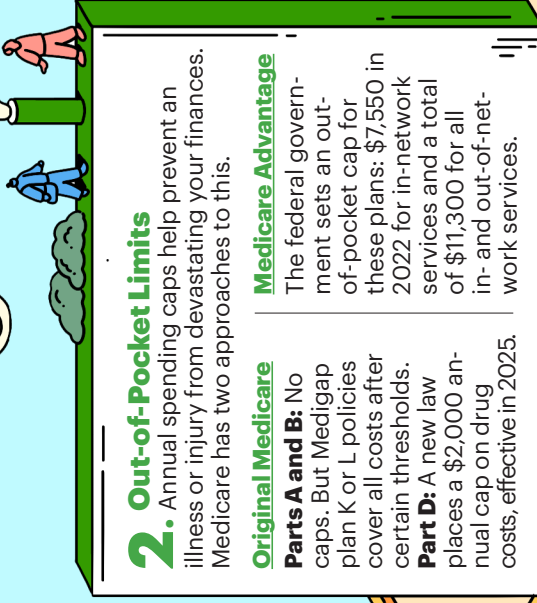 2. Out-of-Pocket Limits
Annual spending caps help prevent an
illness or injury from devastating your finances.
Medicare has two approaches to this.
Original Medicare
Parts A and B: No
caps. But Medigap
plan K or L policies
cover all costs after
certain thresholds.
Part D: A new law
places a $2,000 an-
nual cap on drug
costs, effective in 2025.
Medicare Advantage
The federal govern-
ment sets an out-
of-pocket cap for
these plans: $7,550 in
2022 for in-network
services and a total
of $11,300 for all
in- and out-of-net-
work services.